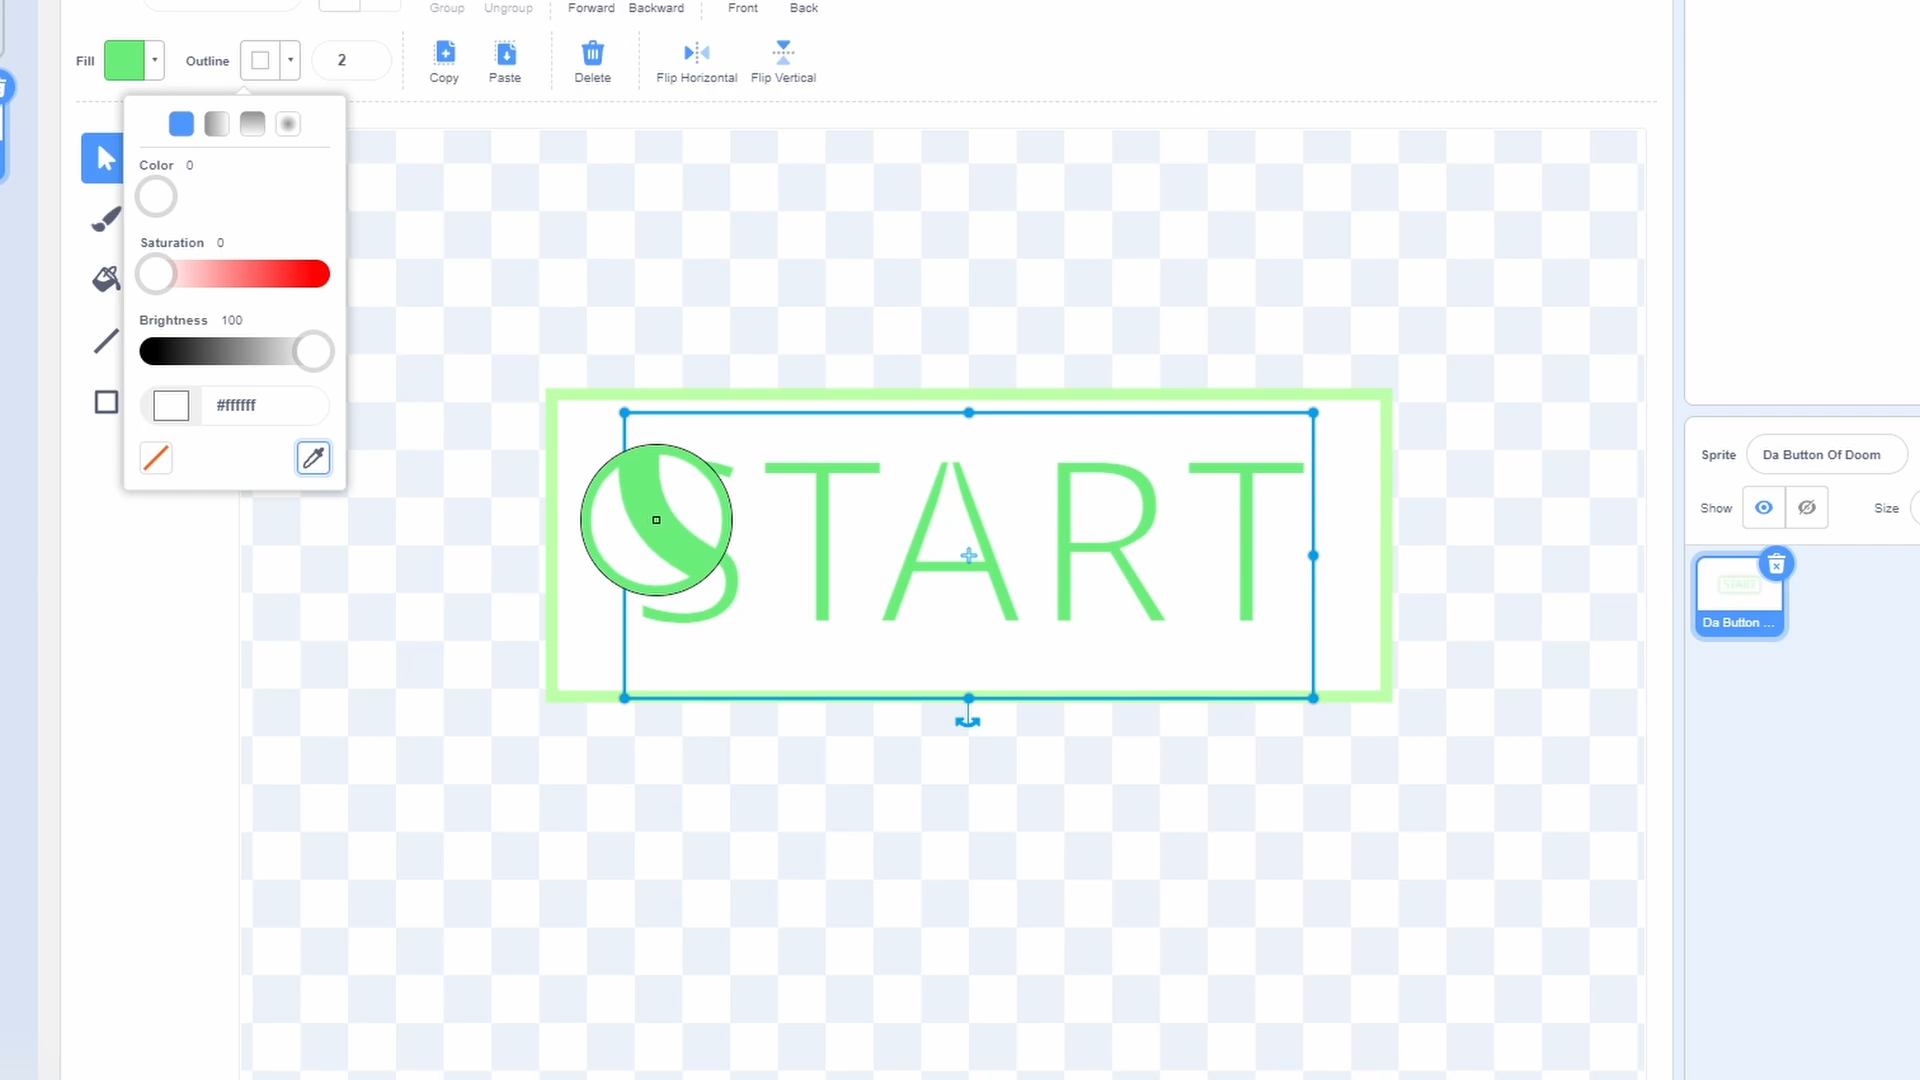 Group Ungroup Forward Backward Front Back
Fill Outline 2
Copy Paste Delete Flip Horizontal Flip Vertical
Color 0
Saturation 0
Brightness 100
#ffffff
START
Sprite Da Button Of Doom
Show Size
START
Da Button ...